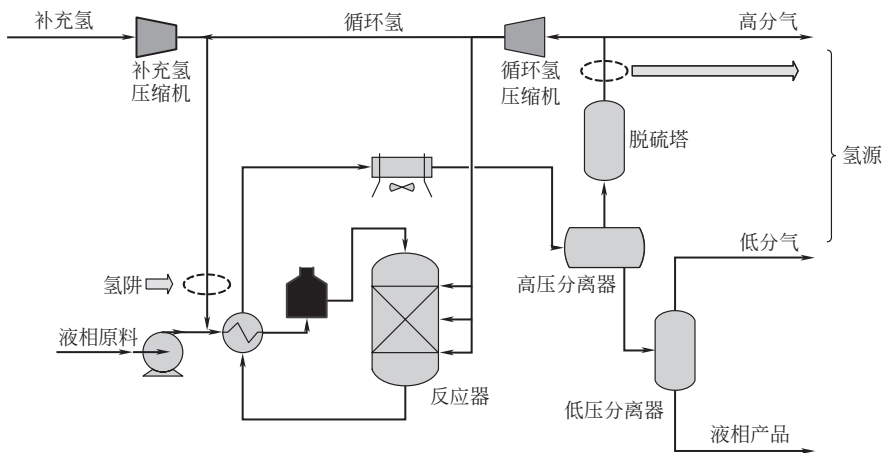 补充氢
循环氢
高分气
补充氢
压缩机
循环氢
压缩机
脱硫塔
氢源
氢阱
高压分离器
低分气
液相原料
反应器
低压分离器
液相产品